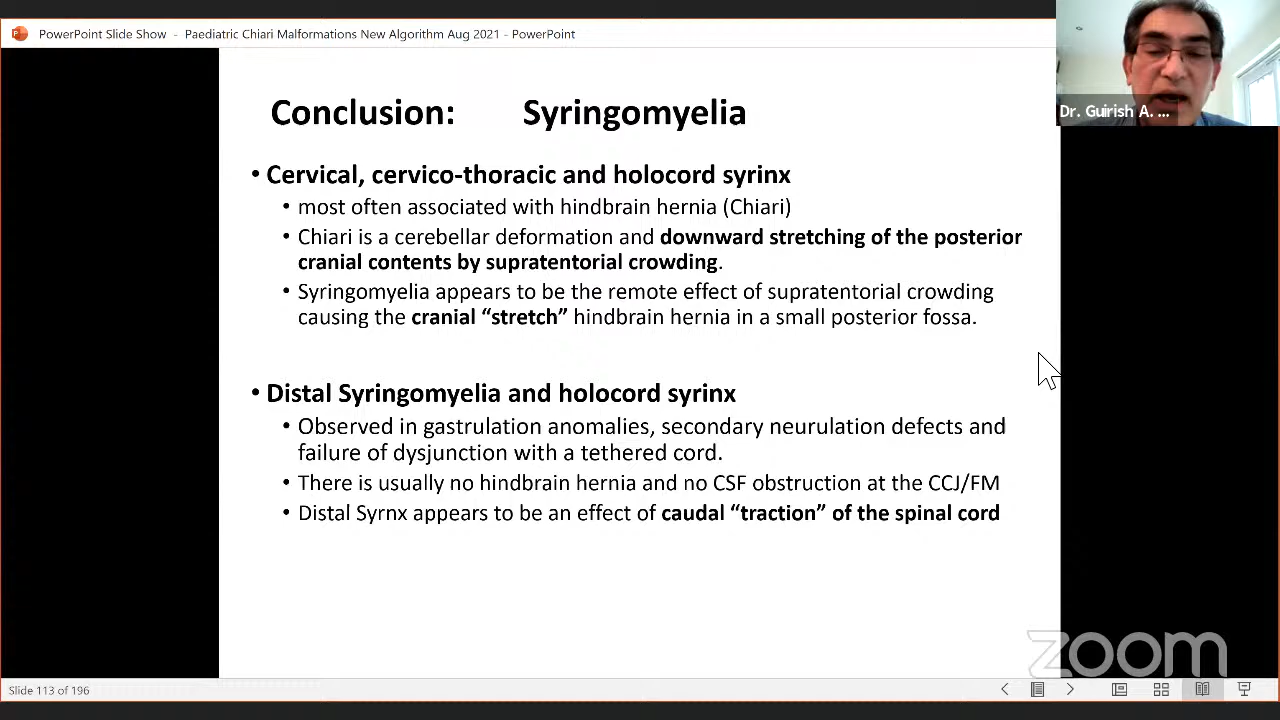 PowerPoint Slide Show - Paediatric Chiari Malformations New Algorithm Aug 2021 - PowerPoint
Dr. Guirish A. ...
Conclusion: Syringomyelia
• Cervical, cervico-thoracic and holocord syrinx
• most often associated with hindbrain hernia (Chiari)
• Chiari is a cerebellar deformation and downward stretching of the posterior
cranial contents by supratentorial crowding.
• Syringomyelia appears to be the remote effect of supratentorial crowding
causing the cranial “stretch” hindbrain hernia in a small posterior fossa.
• Distal Syringomyelia and holocord syrinx
• Observed in gastrulation anomalies, secondary neurulation defects and
failure of dysjunction with a tethered cord.
• There is usually no hindbrain hernia and no CSF obstruction at the CCJ/FM
• Distal Syrnx appears to be an effect of caudal “traction” of the spinal cord
zoom
Slide 113 of 196